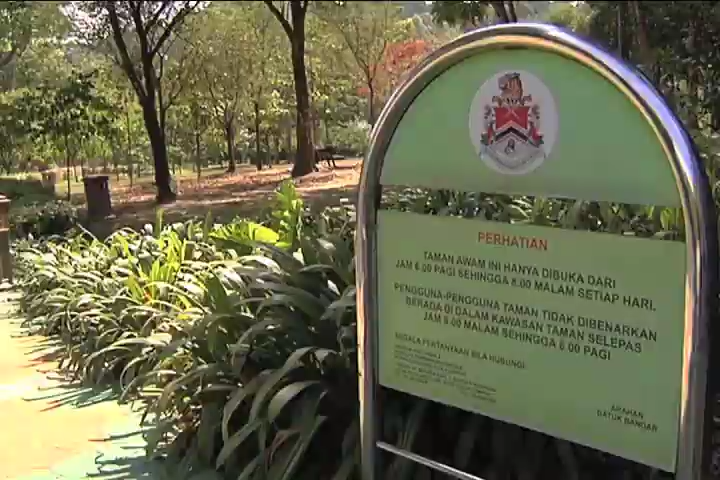 PERHATIAN
TAMAN AWAM INI HANYA DIBUKA DARI
JAM 6.00 PAGI SEHINGGA 8.00 MALAM SETIAP HARI.
PENGGUNA-PENGGUNA TAMAN TIDAK DIBENARKAN
BERADA DI DALAM KAWASAN TAMAN SELEPAS
JAM 8.00 MALAM SEHINGGA 6.00 PAGI
SEGALA PERTANYAAN SILA HUBUNGI:
ARAHAN
DATUK BANDAR